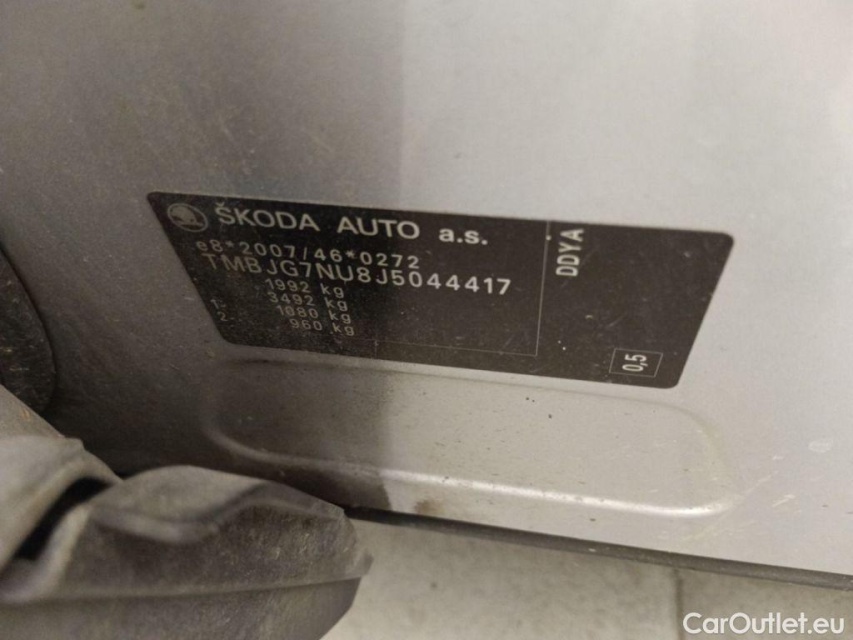 ŠKODA AUTO a.s.
e8*2007/46*0272
TMBJG7NU8J5044417
1992 kg
3492 kg
1: 1080 kg
2: 960 kg
DDYA
0,5
CarOutlet.eu